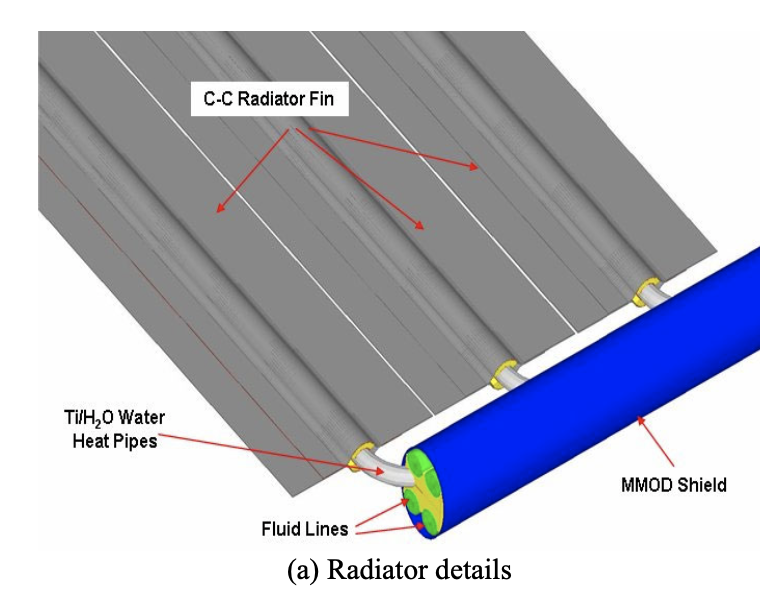 C-C Radiator Fin
Ti/H₂O Water
Heat Pipes
MMOD Shield
Fluid Lines
(a) Radiator details